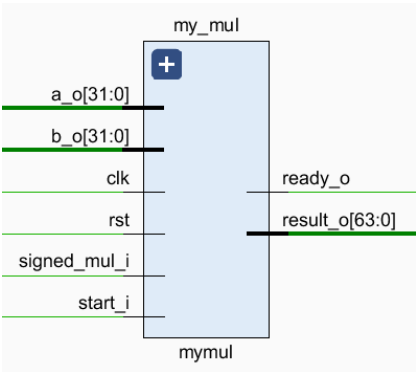 my_mul
a_o[31:0]
b_o[31:0]
clk
ready_o
rst
result_o[63:0]
signed_mul_i
start_i
mymul